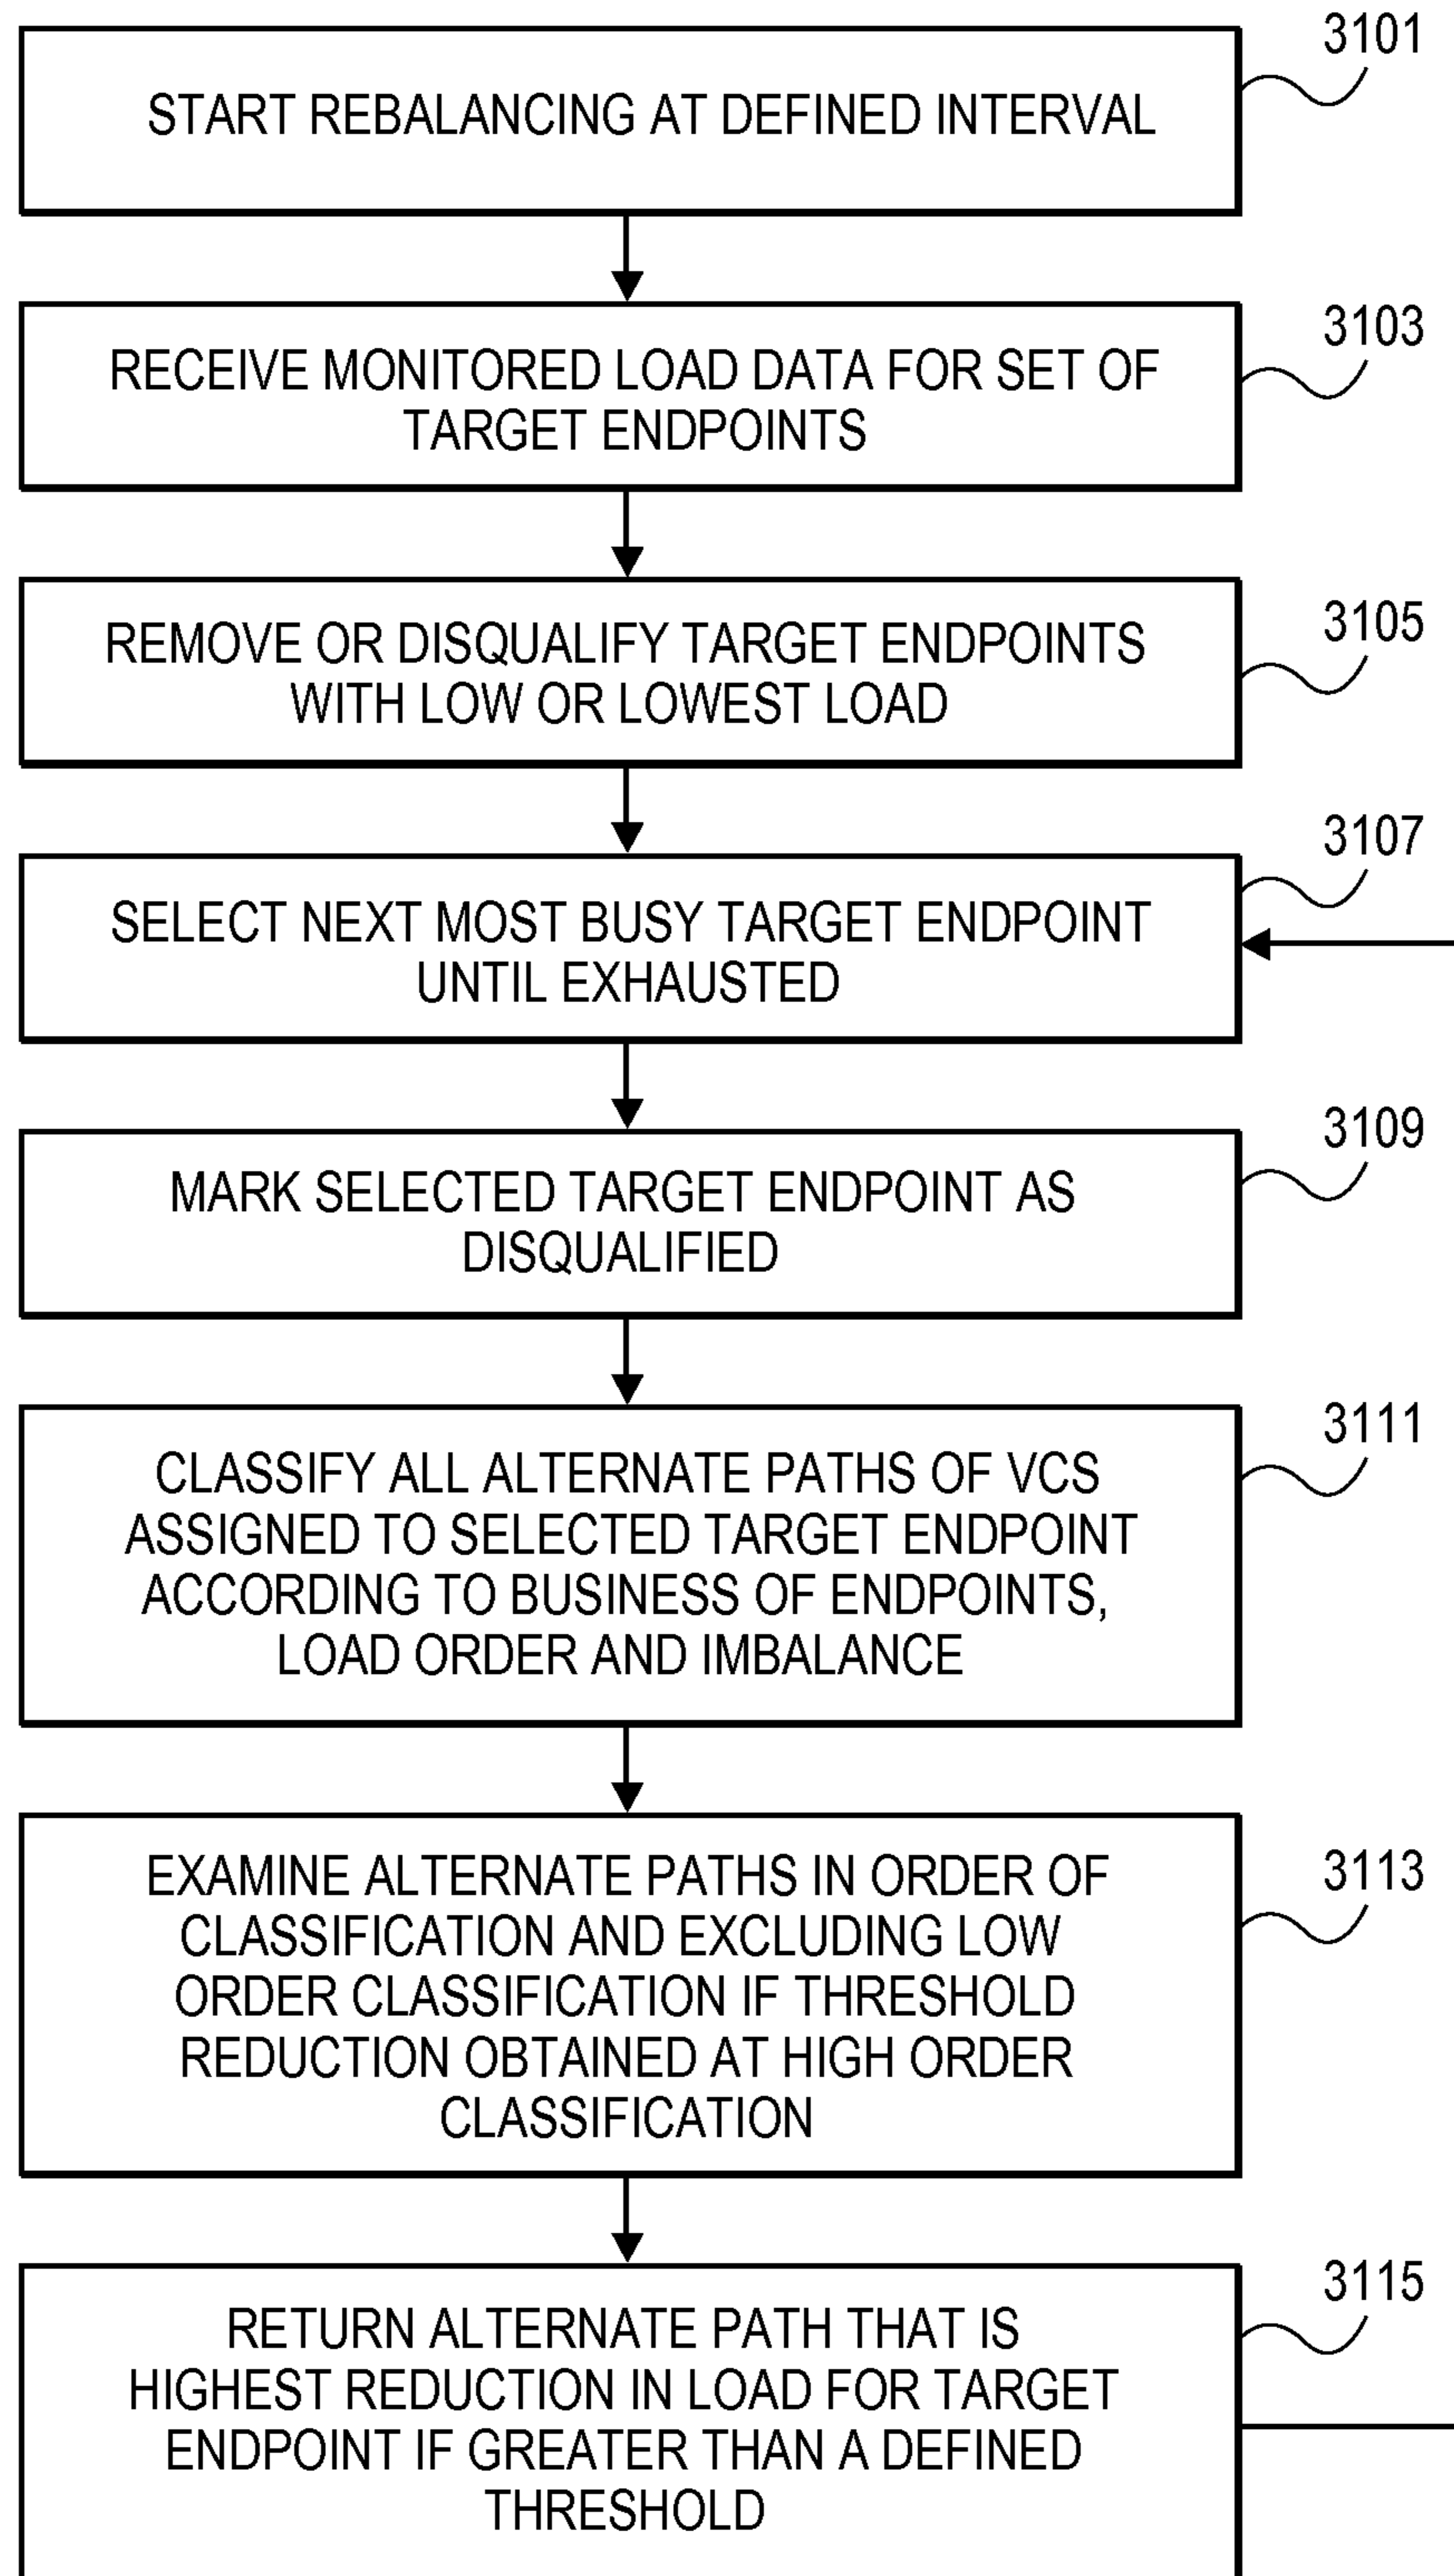 3101
START REBALANCING AT DEFINED INTERVAL
3103
RECEIVE MONITORED LOAD DATA FOR SET OF
TARGET ENDPOINTS
3105
REMOVE OR DISQUALIFY TARGET ENDPOINTS
WITH LOW OR LOWEST LOAD
3107
SELECT NEXT MOST BUSY TARGET ENDPOINT
UNTIL EXHAUSTED
3109
MARK SELECTED TARGET ENDPOINT AS
DISQUALIFIED
3111
CLASSIFY ALL ALTERNATE PATHS OF VCS
ASSIGNED TO SELECTED TARGET ENDPOINT
ACCORDING TO BUSINESS OF ENDPOINTS,
LOAD ORDER AND IMBALANCE
3113
EXAMINE ALTERNATE PATHS IN ORDER OF
CLASSIFICATION AND EXCLUDING LOW
ORDER CLASSIFICATION IF THRESHOLD
REDUCTION OBTAINED AT HIGH ORDER
CLASSIFICATION
3115
RETURN ALTERNATE PATH THAT IS
HIGHEST REDUCTION IN LOAD FOR TARGET
ENDPOINT IF GREATER THAN A DEFINED
THRESHOLD